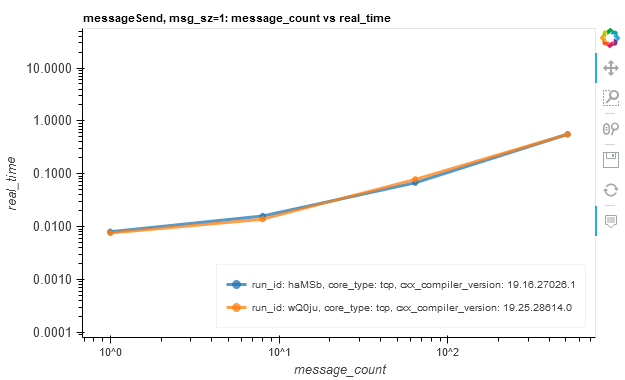 messageSend, msg_sz=1: message_count vs real_time
10.0000
1.0000
0.1000
0.0100
0.0010
0.0001
real_time
run_id: haMSb, core_type: tcp, cxx_compiler_version: 19.16.27026.1
run_id: wQ0ju, core_type: tcp, cxx_compiler_version: 19.25.28614.0
10^0
10^1
10^2
message_count